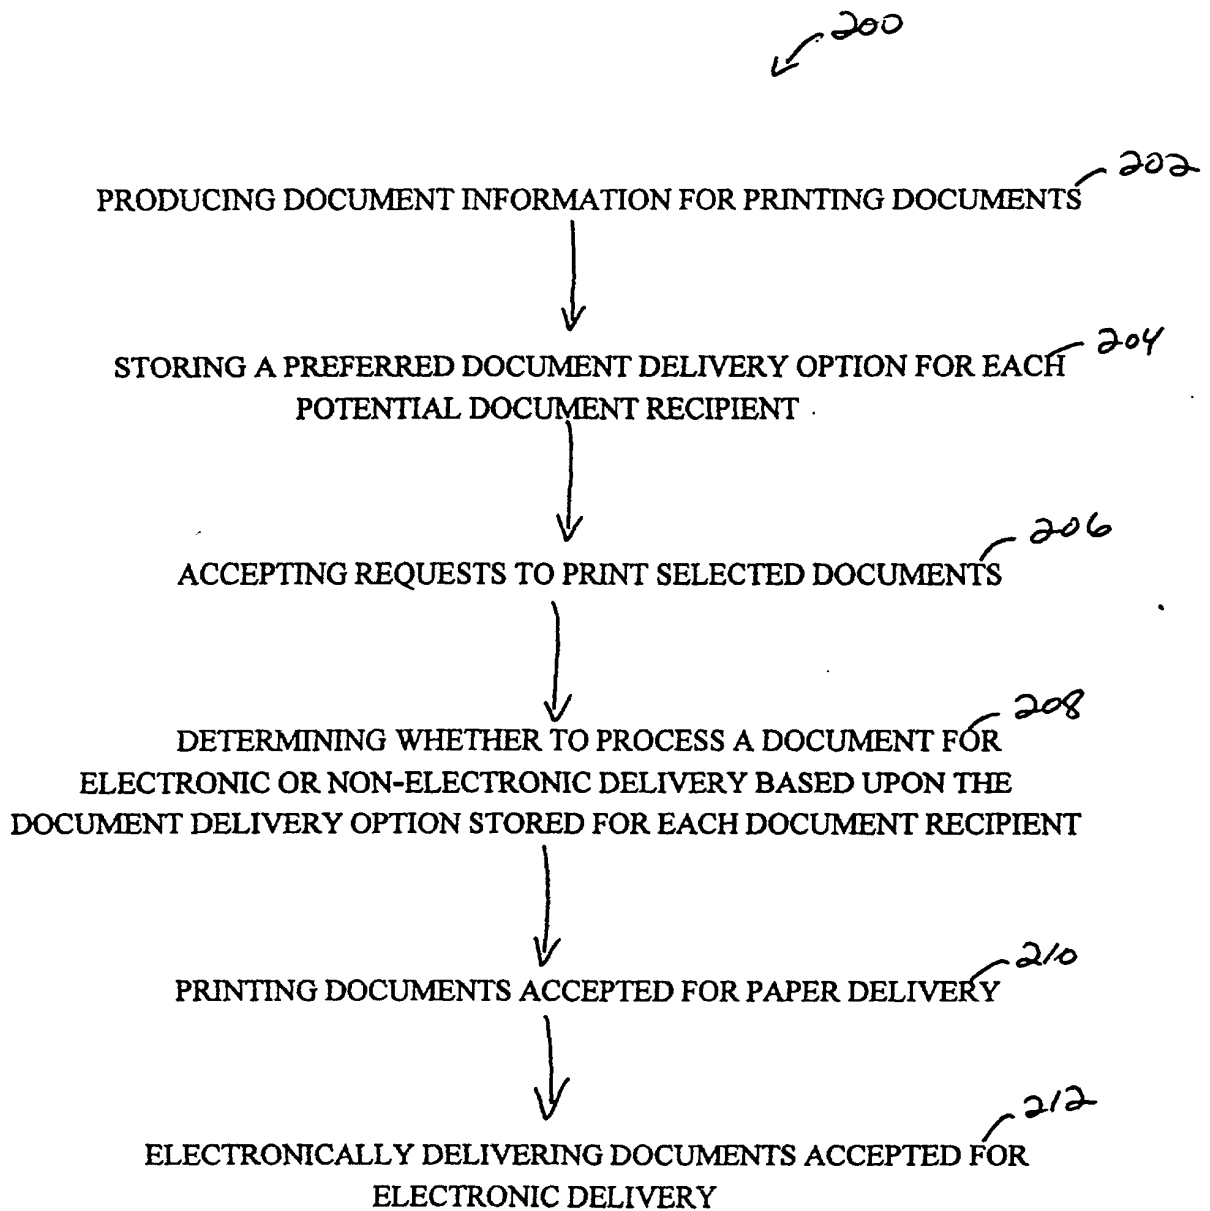 200
202
PRODUCING DOCUMENT INFORMATION FOR PRINTING DOCUMENTS
204
STORING A PREFERRED DOCUMENT DELIVERY OPTION FOR EACH
POTENTIAL DOCUMENT RECIPIENT
206
ACCEPTING REQUESTS TO PRINT SELECTED DOCUMENTS
208
DETERMINING WHETHER TO PROCESS A DOCUMENT FOR
ELECTRONIC OR NON-ELECTRONIC DELIVERY BASED UPON THE
DOCUMENT DELIVERY OPTION STORED FOR EACH DOCUMENT RECIPIENT
210
PRINTING DOCUMENTS ACCEPTED FOR PAPER DELIVERY
212
ELECTRONICALLY DELIVERING DOCUMENTS ACCEPTED FOR
ELECTRONIC DELIVERY